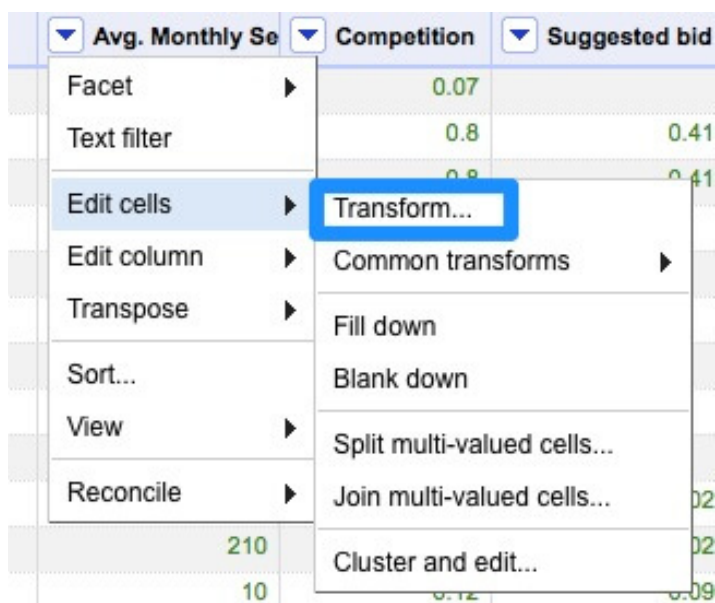 Avg. Monthly Se Competition Suggested bid
Facet 0.07
Text filter 0.8 0.41
Edit cells
Transform...
Edit column Common transforms
Transpose Fill down
Sort... Blank down
View Split multi-valued cells...
Reconcile Join multi-valued cells...
210 Cluster and edit...
10